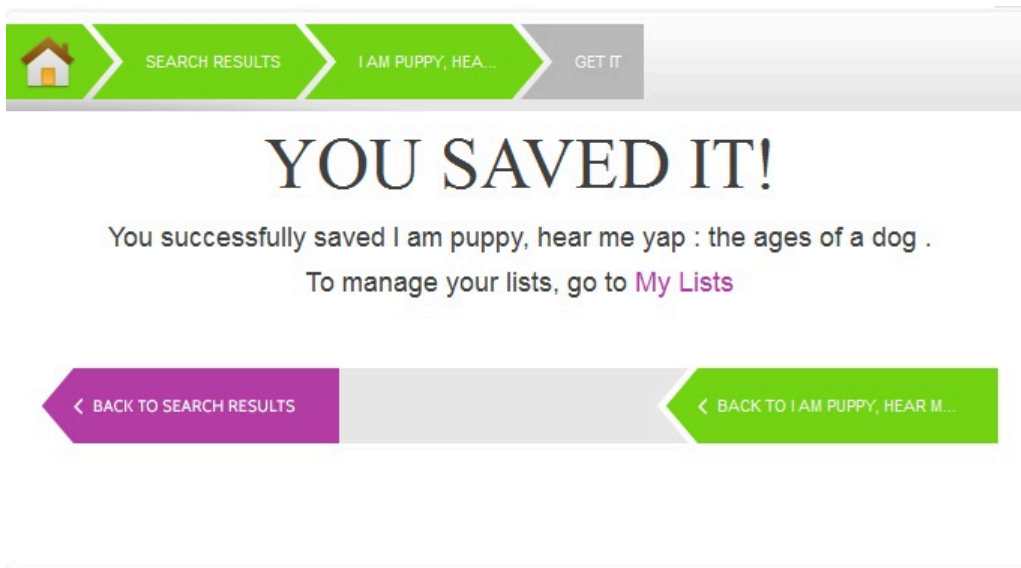 SEARCH RESULTS
I AM PUPPY, HEA...
GET IT
YOU SAVED IT!
You successfully saved I am puppy, hear me yap : the ages of a dog .
To manage your lists, go to My Lists
BACK TO SEARCH RESULTS
BACK TO I AM PUPPY, HEAR M...